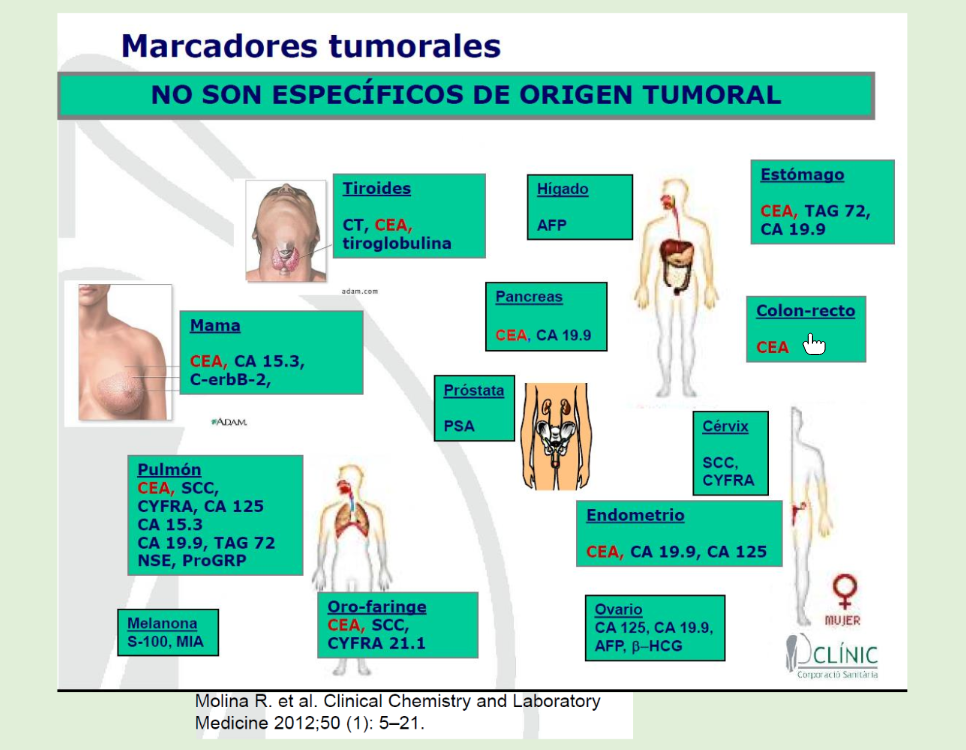 Marcadores tumorales
NO SON ESPECÍFICOS DE ORIGEN TUMORAL
Tiroides
CT, CEA,
tiroglobulina
adam.com
Hígado
AFP
Estómago
CEA, TAG 72,
CA 19.9
Mama
CEA, CA 15.3,
C-erbB-2,
ADAM.
Pancreas
CEA, CA 19.9
Colon-recto
CEA
Próstata
PSA
Cérvix
SCC,
CYFRA
Pulmón
CEA, SCC,
CYFRA, CA 125
CA 15.3
CA 19.9, TAG 72
NSE, ProGRP
Endometrio
CEA, CA 19.9, CA 125
Melanona
S-100, MIA
Oro-faringe
CEA, SCC,
CYFRA 21.1
Ovario
CA 125, CA 19.9,
AFP, β–HCG
MUJER
CLÍNIC
Corporació Sanitària
Molina R. et al. Clinical Chemistry and Laboratory
Medicine 2012;50 (1): 5–21.